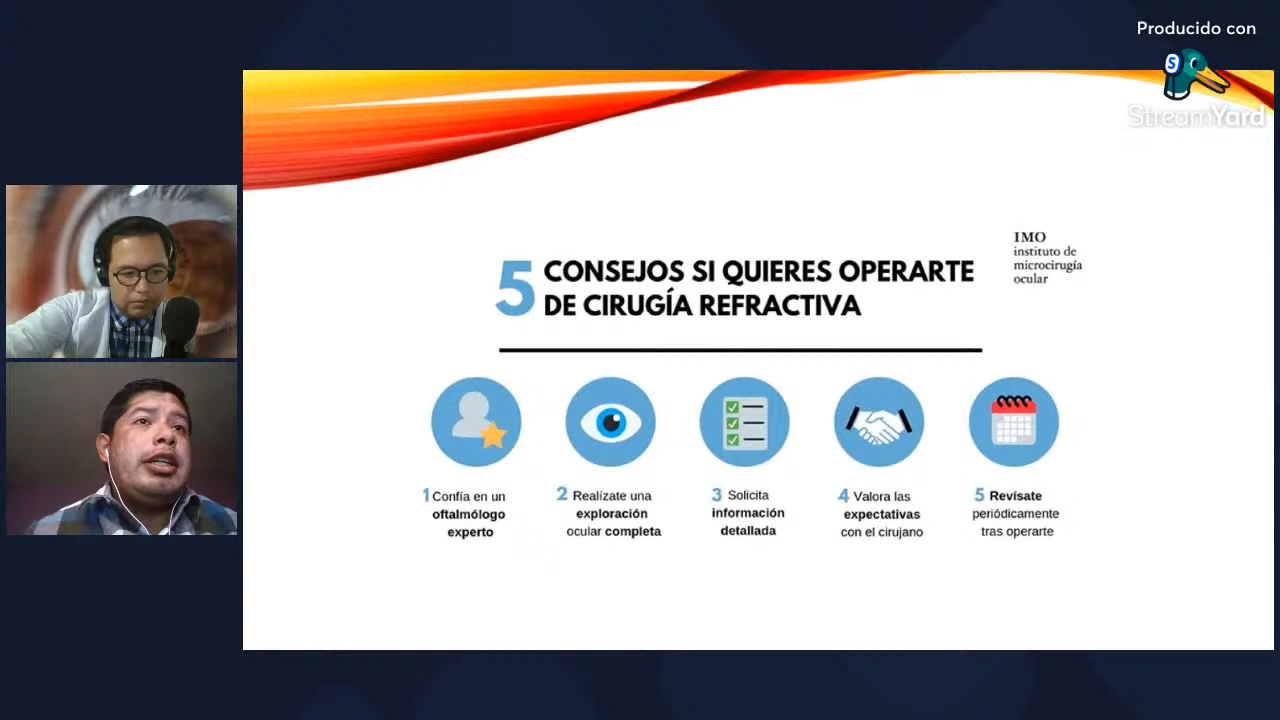 Producido con
S
StreamYard
IMO
instituto de
microcirugía
ocular
5 CONSEJOS SI QUIERES OPERARTE
DE CIRUGÍA REFRACTIVA
1 Confía en un
oftalmólogo
experto
2 Realízate una
exploración
ocular completa
3 Solicita
información
detallada
4 Valora las
expectativas
con el cirujano
5 Revísate
periódicamente
tras operarte